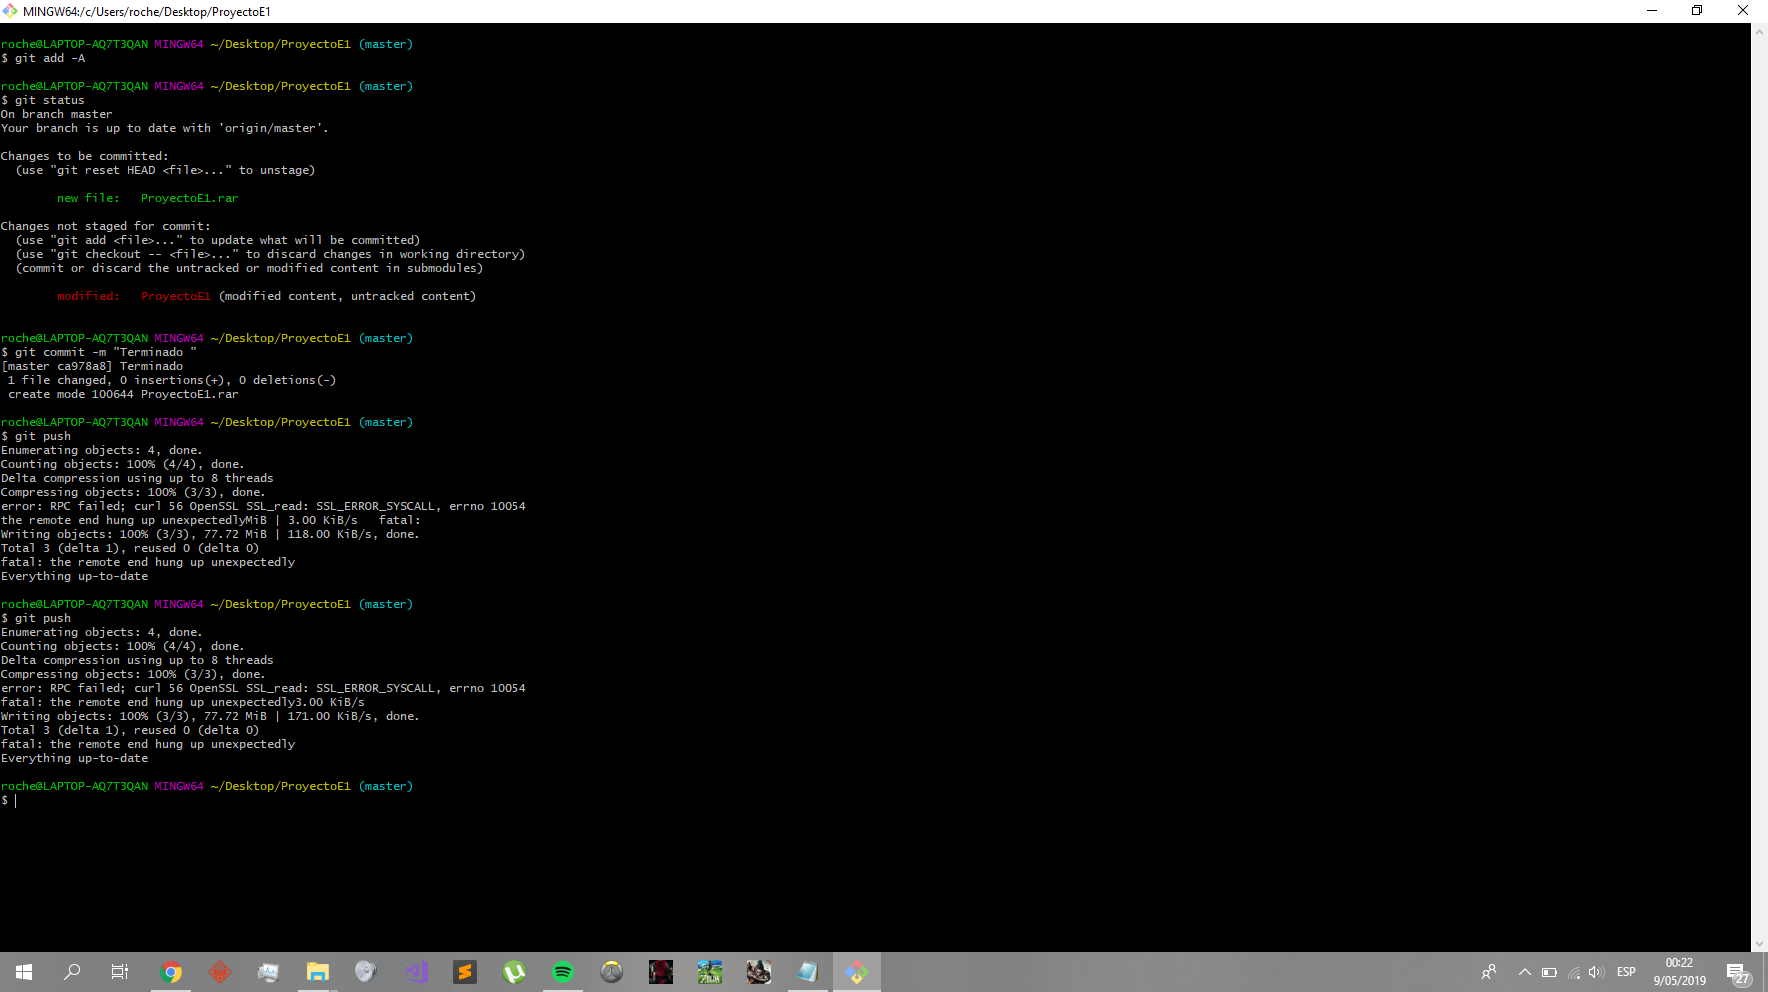 MINGW64:/c/Users/roche/Desktop/ProyectoE1
roche@LAPTOP-AQ7T3QAN MINGW64 ~/Desktop/ProyectoE1 (master)
$ git add -A
roche@LAPTOP-AQ7T3QAN MINGW64 ~/Desktop/ProyectoE1 (master)
$ git status
On branch master
Your branch is up to date with 'origin/master'.
Changes to be committed:
  (use "git reset HEAD <file>..." to unstage)
        new file:   ProyectoE1.rar
Changes not staged for commit:
  (use "git add <file>..." to update what will be committed)
  (use "git checkout -- <file>..." to discard changes in working directory)
  (commit or discard the untracked or modified content in submodules)
        modified:   ProyectoE1 (modified content, untracked content)
roche@LAPTOP-AQ7T3QAN MINGW64 ~/Desktop/ProyectoE1 (master)
$ git commit -m "Terminado "
[master ca978a8] Terminado
 1 file changed, 0 insertions(+), 0 deletions(-)
 create mode 100644 ProyectoE1.rar
roche@LAPTOP-AQ7T3QAN MINGW64 ~/Desktop/ProyectoE1 (master)
$ git push
Enumerating objects: 4, done.
Counting objects: 100% (4/4), done.
Delta compression using up to 8 threads
Compressing objects: 100% (3/3), done.
error: RPC failed; curl 56 OpenSSL SSL_read: SSL_ERROR_SYSCALL, errno 10054
the remote end hung up unexpectedlyMiB | 3.00 KiB/s   fatal:
Writing objects: 100% (3/3), 77.72 MiB | 118.00 KiB/s, done.
Total 3 (delta 1), reused 0 (delta 0)
fatal: the remote end hung up unexpectedly
Everything up-to-date
roche@LAPTOP-AQ7T3QAN MINGW64 ~/Desktop/ProyectoE1 (master)
$ git push
Enumerating objects: 4, done.
Counting objects: 100% (4/4), done.
Delta compression using up to 8 threads
Compressing objects: 100% (3/3), done.
error: RPC failed; curl 56 OpenSSL SSL_read: SSL_ERROR_SYSCALL, errno 10054
fatal: the remote end hung up unexpectedly3.00 KiB/s
Writing objects: 100% (3/3), 77.72 MiB | 171.00 KiB/s, done.
Total 3 (delta 1), reused 0 (delta 0)
fatal: the remote end hung up unexpectedly
Everything up-to-date
roche@LAPTOP-AQ7T3QAN MINGW64 ~/Desktop/ProyectoE1 (master)
$
ZELDA
ESP
00:22
9/05/2019
27